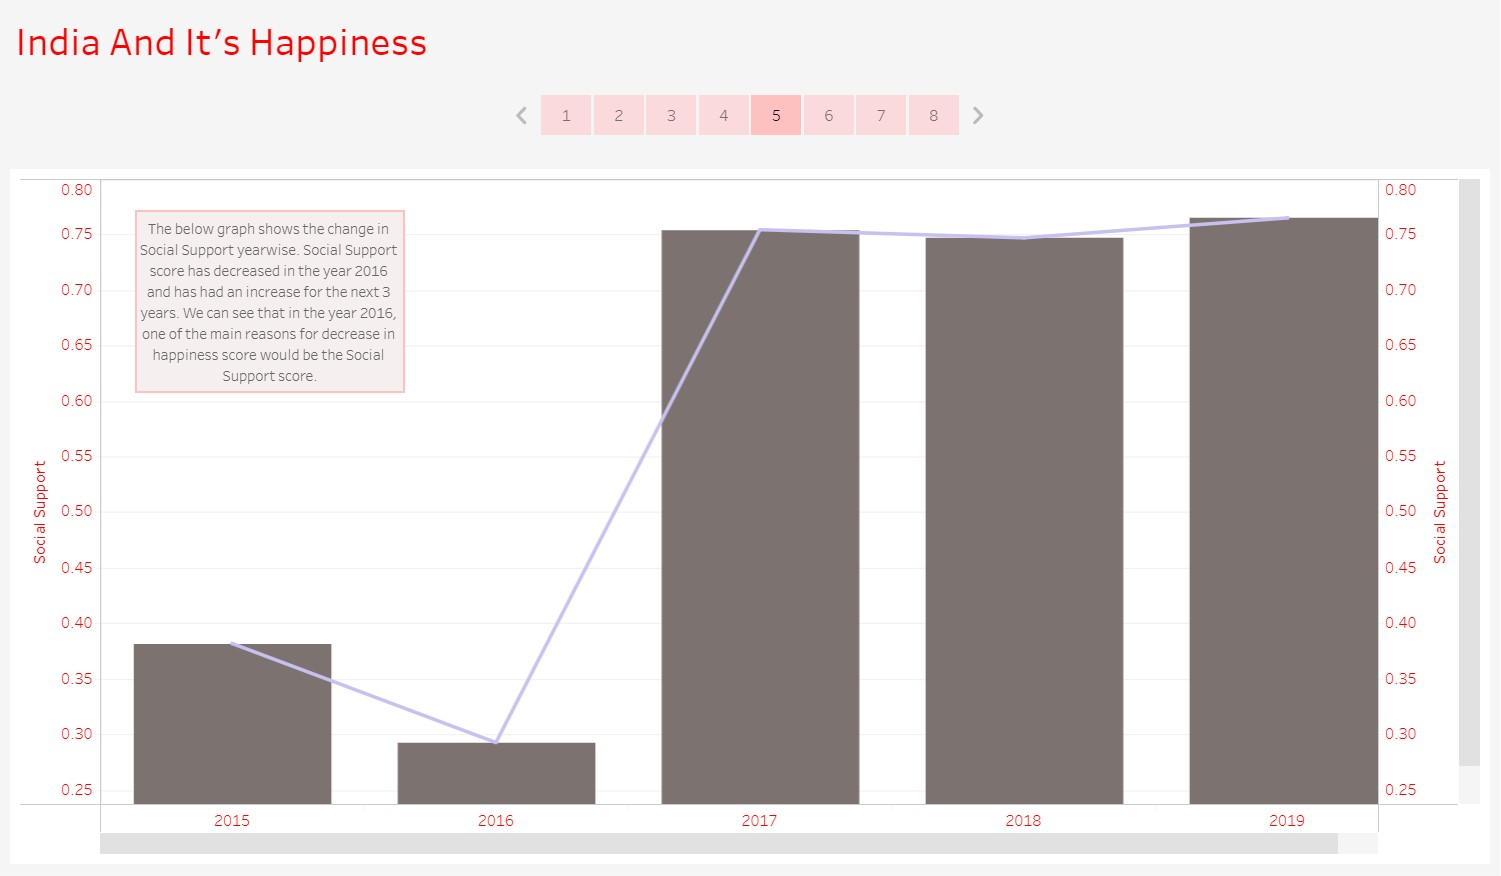 India And It’s Happiness
1 2 3 4 5 6 7 8
The below graph shows the change in
Social Support yearwise. Social Support
score has decreased in the year 2016
and has had an increase for the next 3
years. We can see that in the year 2016,
one of the main reasons for decrease in
happiness score would be the Social
Support score.
Social Support
0.80
0.75
0.70
0.65
0.60
0.55
0.50
0.45
0.40
0.35
0.30
0.25
0.80
0.75
0.70
0.65
0.60
0.55
0.50
0.45
0.40
0.35
0.30
0.25
Social Support
2015 2016 2017 2018 2019